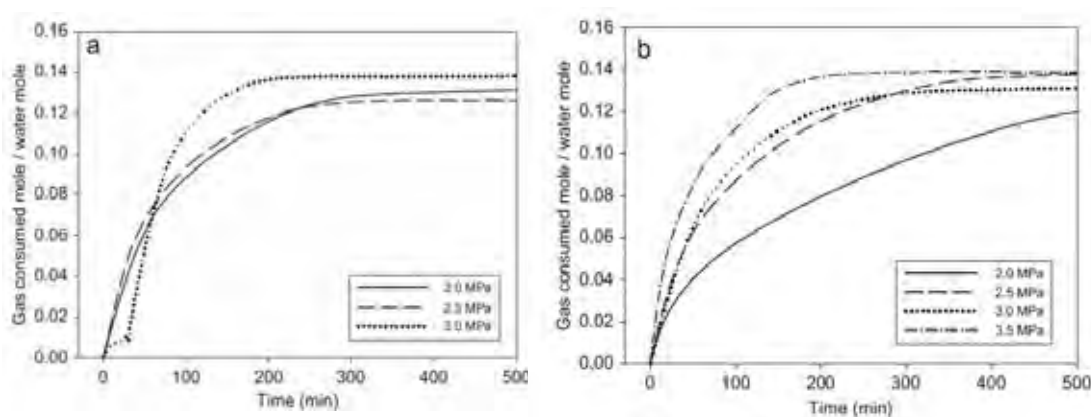 a
Gas consumed mole / water mole
0.16
0.14
0.12
0.10
0.08
0.06
0.04
0.02
0.00
2.0 MPa
2.5 MPa
3.0 MPa
0 100 200 300 400 500
Time (min)
b
Gas consumed mole / water mole
0.16
0.14
0.12
0.10
0.08
0.06
0.04
0.02
0.00
2.0 MPa
2.5 MPa
3.0 MPa
3.5 MPa
0 100 200 300 400 500
Time (min)